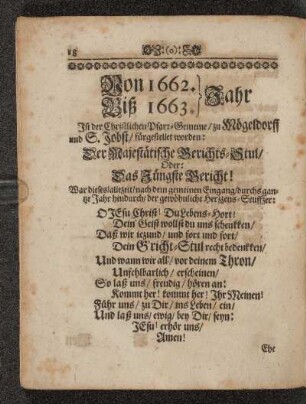 18
Von 1662. } Jahr
Biß 1663.
Ist der Christlichen Pfarr-Gemeine / zu Mögeldorff
und S. Jobst / fürgestellet worden:
Der Majestätische Gerichts-Stul /
Oder:
Das Jüngste Gericht!
War dieses / allezeit / nach dem gemeinen Eingang / durchs gan-
tze Jahr hindurch / der gewöhnliche Hertzens-Seufftzer:
O JEsu Christ! Du Lebens-Hort!
Dein Geist wollst du uns schencken /
Daß wir jezund / und fort und fort /
Dein Gricht-Stul recht bedencken /
Und wann wir all / vor deinem Thron /
Unfehlbarlich / erscheinen /
So laß uns / freudig / hören an:
Kommt her! kommt her! Ihr Meinen!
Führ uns / zu Dir / ins Leben / ein /
Und laß uns / ewig / bey Dir / seyn:
JEsu! erhör uns /
Amen!
Ehe